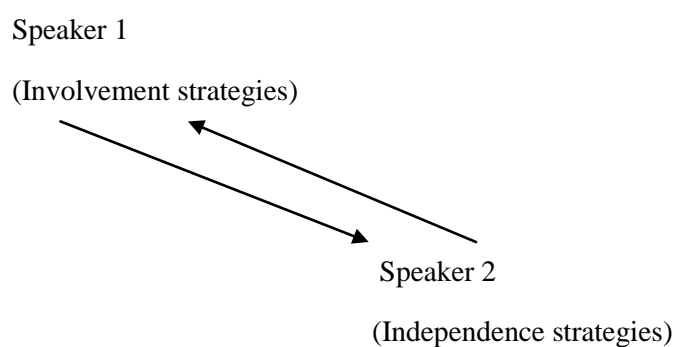 Speaker 1
(Involvement strategies)
Speaker 2
(Independence strategies)